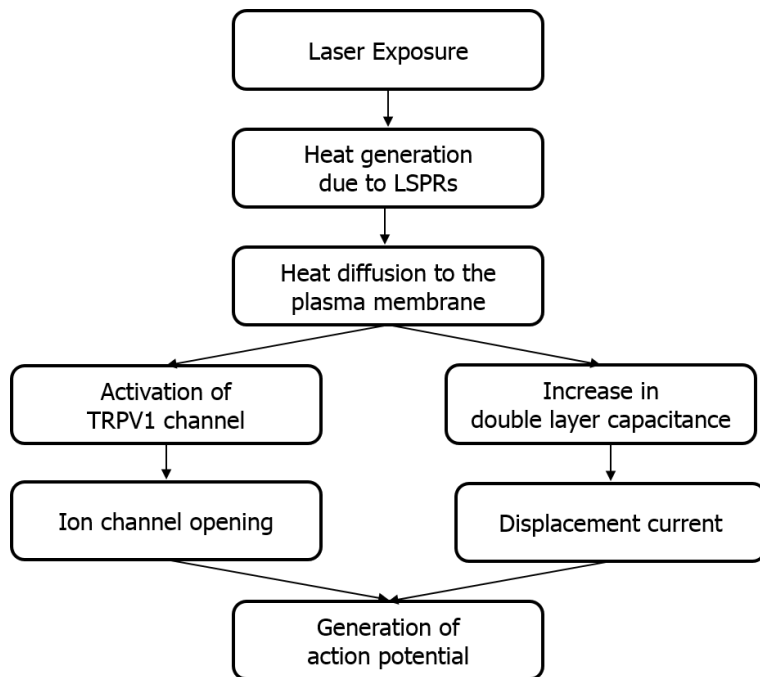 Laser Exposure
Heat generation
due to LSPRs
Heat diffusion to the
plasma membrane
Activation of
TRPV1 channel
Increase in
double layer capacitance
Ion channel opening
Displacement current
Generation of
action potential